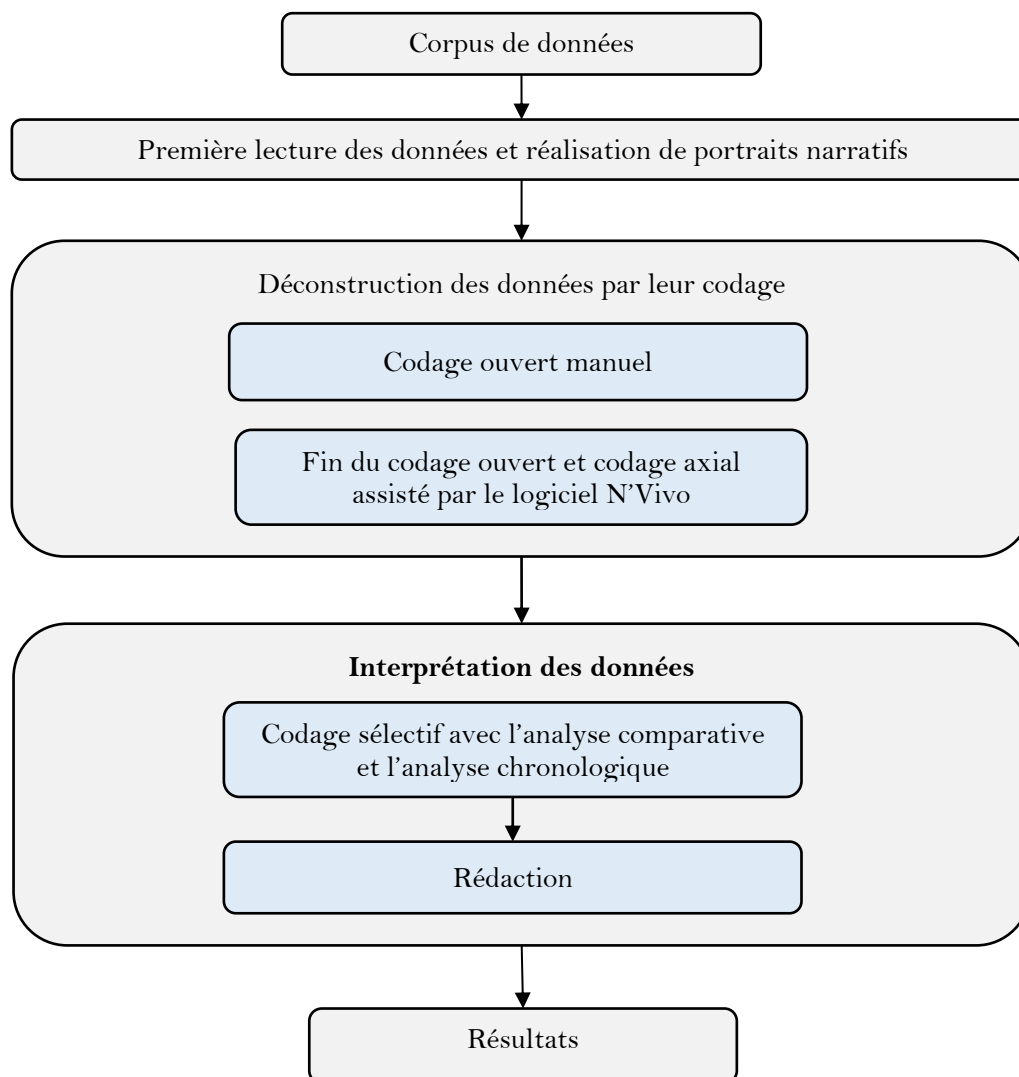 Corpus de données
Première lecture des données et réalisation de portraits narratifs
Déconstruction des données par leur codage
Codage ouvert manuel
Fin du codage ouvert et codage axial
assisté par le logiciel N’Vivo
Interprétation des données
Codage sélectif avec l’analyse comparative
et l’analyse chronologique
Rédaction
Résultats